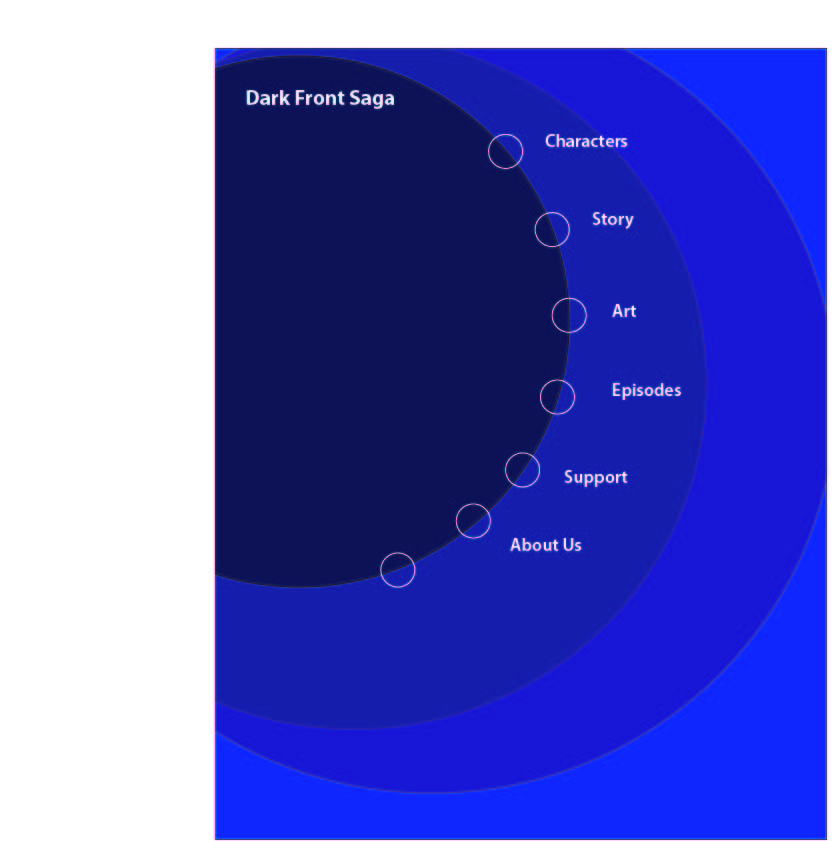 Dark Front Saga
Characters
Story
Art
Episodes
Support
About Us